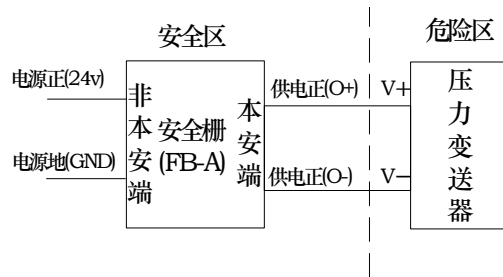 安全区
危险区
电源正(24v)
电源地(GND)
非本安端
安全栅
(FB-A)
本安端
供电正(O+)
供电正(O-)
V+
V−
压力变送器